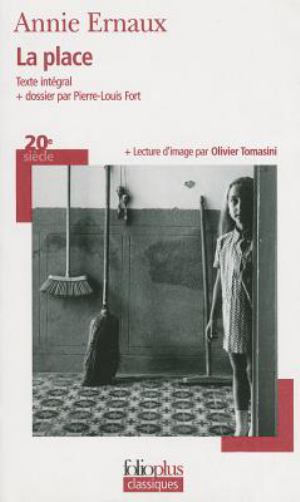 Annie Ernaux
La place
Texte intégral
+ dossier par Pierre-Louis Fort
20e
siècle
+ Lecture d'image par Olivier Tomasini
folioplus
classiques